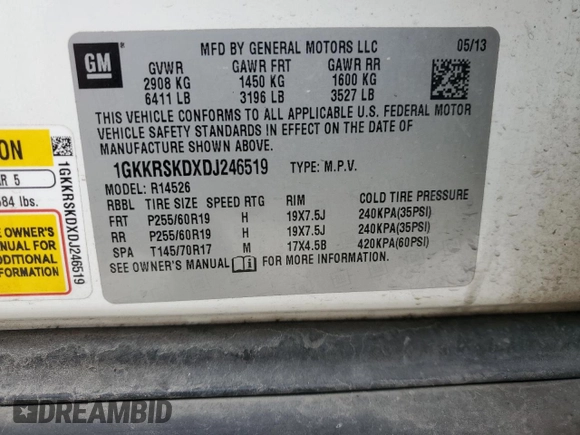 GM
MFD BY GENERAL MOTORS LLC 05/13
GVWR GAWR FRT GAWR RR
2908 KG 1450 KG 1600 KG
6411 LB 3196 LB 3527 LB
THIS VEHICLE CONFORMS TO ALL APPLICABLE U.S. FEDERAL MOTOR
VEHICLE SAFETY STANDARDS IN EFFECT ON THE DATE OF
MANUFACTURE SHOWN ABOVE.
1GKKRSKDXDJ246519 TYPE: M.P.V.
MODEL: R14526
RBBL TIRE SIZE SPEED RTG RIM COLD TIRE PRESSURE
FRT P255/60R19 H 19X7.5J 240KPA(35PSI)
RR P255/60R19 H 19X7.5J 240KPA(35PSI)
SPA T145/70R17 M 17X4.5B 420KPA(60PSI)
SEE OWNER'S MANUAL FOR MORE INFORMATION.
ON
R 5
684 lbs.
E OWNER'S
NUAL FOR
DDITIONAL
MATION
1GKKRSKDXDJ246519
DREAMBID